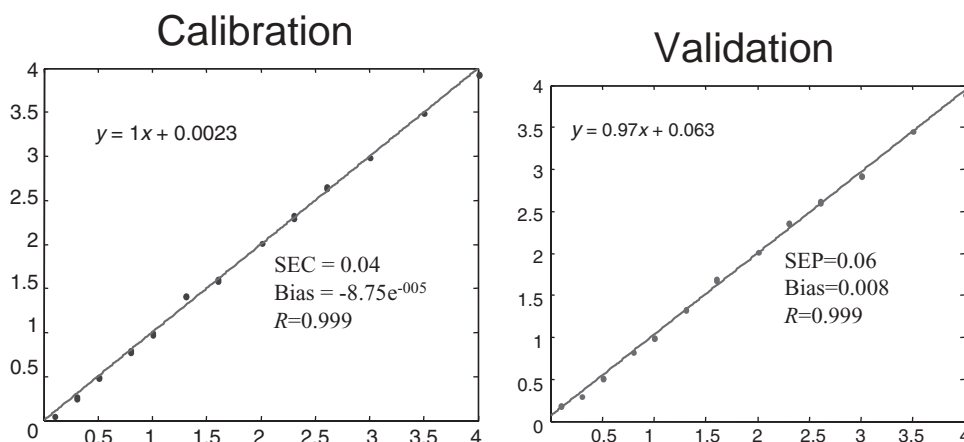 Calibration
4
3.5
3
2.5
2
1.5
1
0.5
0
0.5 1 1.5 2 2.5 3 3.5 4
y = 1x + 0.0023
SEC = 0.04
Bias = -8.75e-005
R=0.999
Validation
4
3.5
3
2.5
2
1.5
1
0.5
0
0.5 1 1.5 2 2.5 3 3.5 4
y = 0.97x + 0.063
SEP=0.06
Bias=0.008
R=0.999